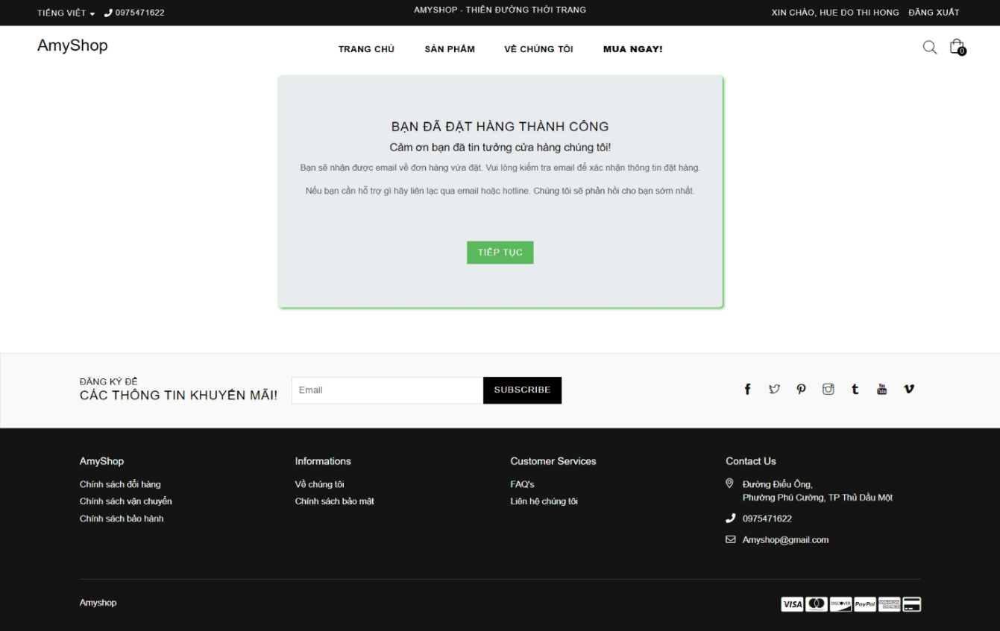 TIẾNG VIỆT
0975471622
AMYSHOP - THIÊN ĐƯỜNG THỜI TRANG
XIN CHÀO, HUE DO THI HONG
ĐĂNG XUẤT
AmyShop
TRANG CHỦ
SẢN PHẨM
VỀ CHÚNG TÔI
MUA NGAY!
0
BẠN ĐÃ ĐẶT HÀNG THÀNH CÔNG
Cảm ơn bạn đã tin tưởng cửa hàng chúng tôi!
Bạn sẽ nhận được email về đơn hàng vừa đặt. Vui lòng kiểm tra email để xác nhận thông tin đặt hàng.
Nếu bạn cần hỗ trợ gì hãy liên lạc qua email hoặc hotline. Chúng tôi sẽ phản hồi cho bạn sớm nhất.
TIẾP TỤC
ĐĂNG KÝ ĐỂ
CÁC THÔNG TIN KHUYẾN MÃI!
Email
SUBSCRIBE
You Tube
AmyShop
Chính sách đổi hàng
Chính sách vận chuyển
Chính sách bảo hành
Informations
Về chúng tôi
Chính sách bảo mật
Customer Services
FAQ's
Liên hệ chúng tôi
Contact Us
Đường Điểu Ông,
Phường Phú Cường, TP Thủ Dầu Một
0975471622
Amyshop@gmail.com
Amyshop
VISA
DISCOVER
PayPal
AMERICAN EXPRESS